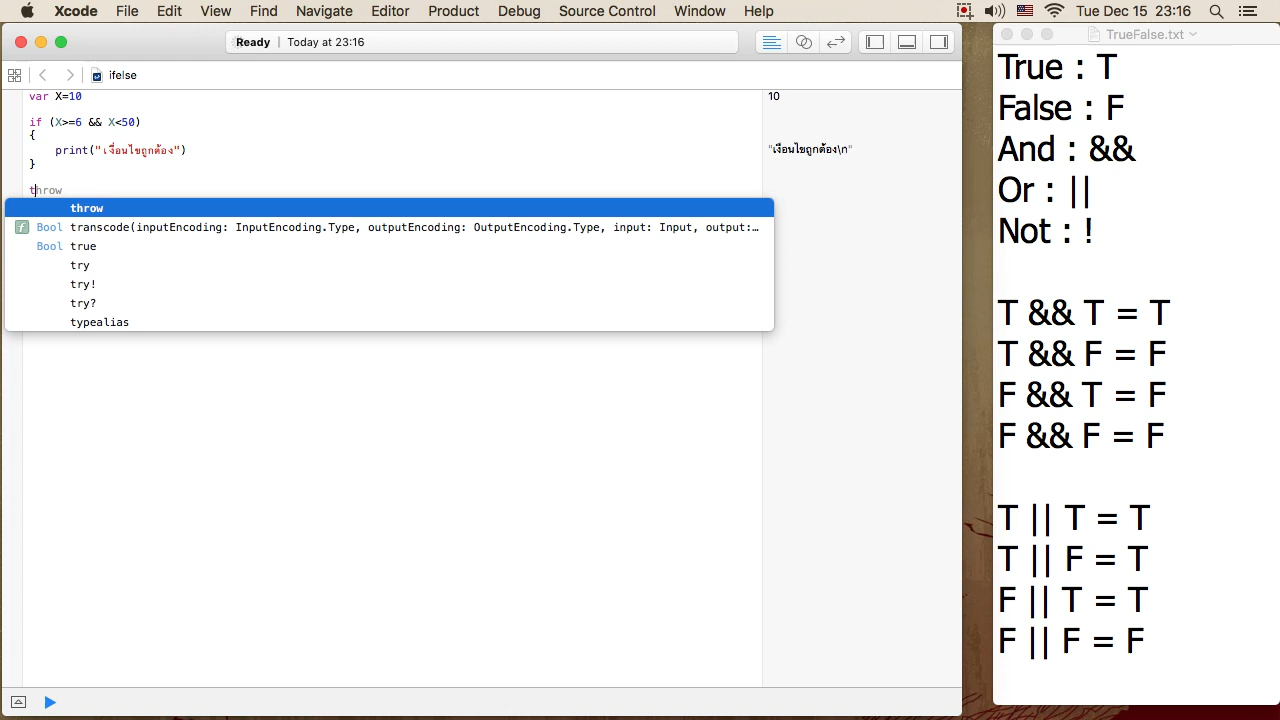 Xcode File Edit View Find Navigate Editor Product Debug Source Control Window Help Tue Dec 15 23:16
Ready Today at 23:16
ifelse
var X=10
if (X>=6 && X<50)
{
print("เงื่อนไขถูกต้อง")
}
throw
throw
Bool transcode(inputEncoding: InputEncoding.Type, outputEncoding: OutputEncoding.Type, input: Input, output:…
Bool true
try
try!
try?
typealias
10
"เงื่อนไขถูกต้อง\n"
TrueFalse.txt
True : T
False : F
And : &&
Or : ||
Not : !
T && T = T
T && F = F
F && T = F
F && F = F
T || T = T
T || F = T
F || T = T
F || F = F